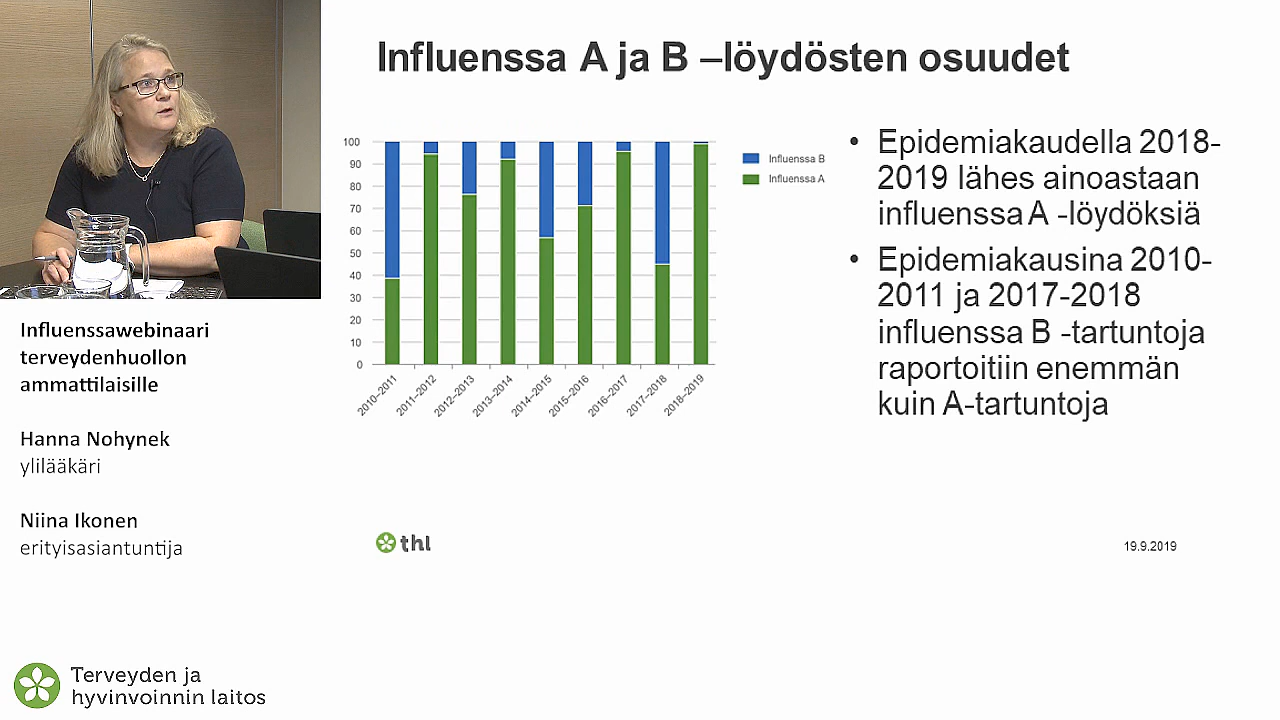 Influenssa A ja B –löydösten osuudet
100
90
80
70
60
50
40
30
20
10
0
2010–2011
2011–2012
2012–2013
2013–2014
2014–2015
2015–2016
2016–2017
2017–2018
2018–2019
Influenssa B
Influenssa A
• Epidemiakaudella 2018-
2019 lähes ainoastaan
influenssa A -löydöksiä
• Epidemiakausina 2010-
2011 ja 2017-2018
influenssa B -tartuntoja
raportoitiin enemmän
kuin A-tartuntoja
Influenssawebinaari
terveydenhuollon
ammattilaisille
Hanna Nohynek
ylilääkäri
Niina Ikonen
erityisasiantuntija
thl
19.9.2019
Terveyden ja
hyvinvoinnin laitos